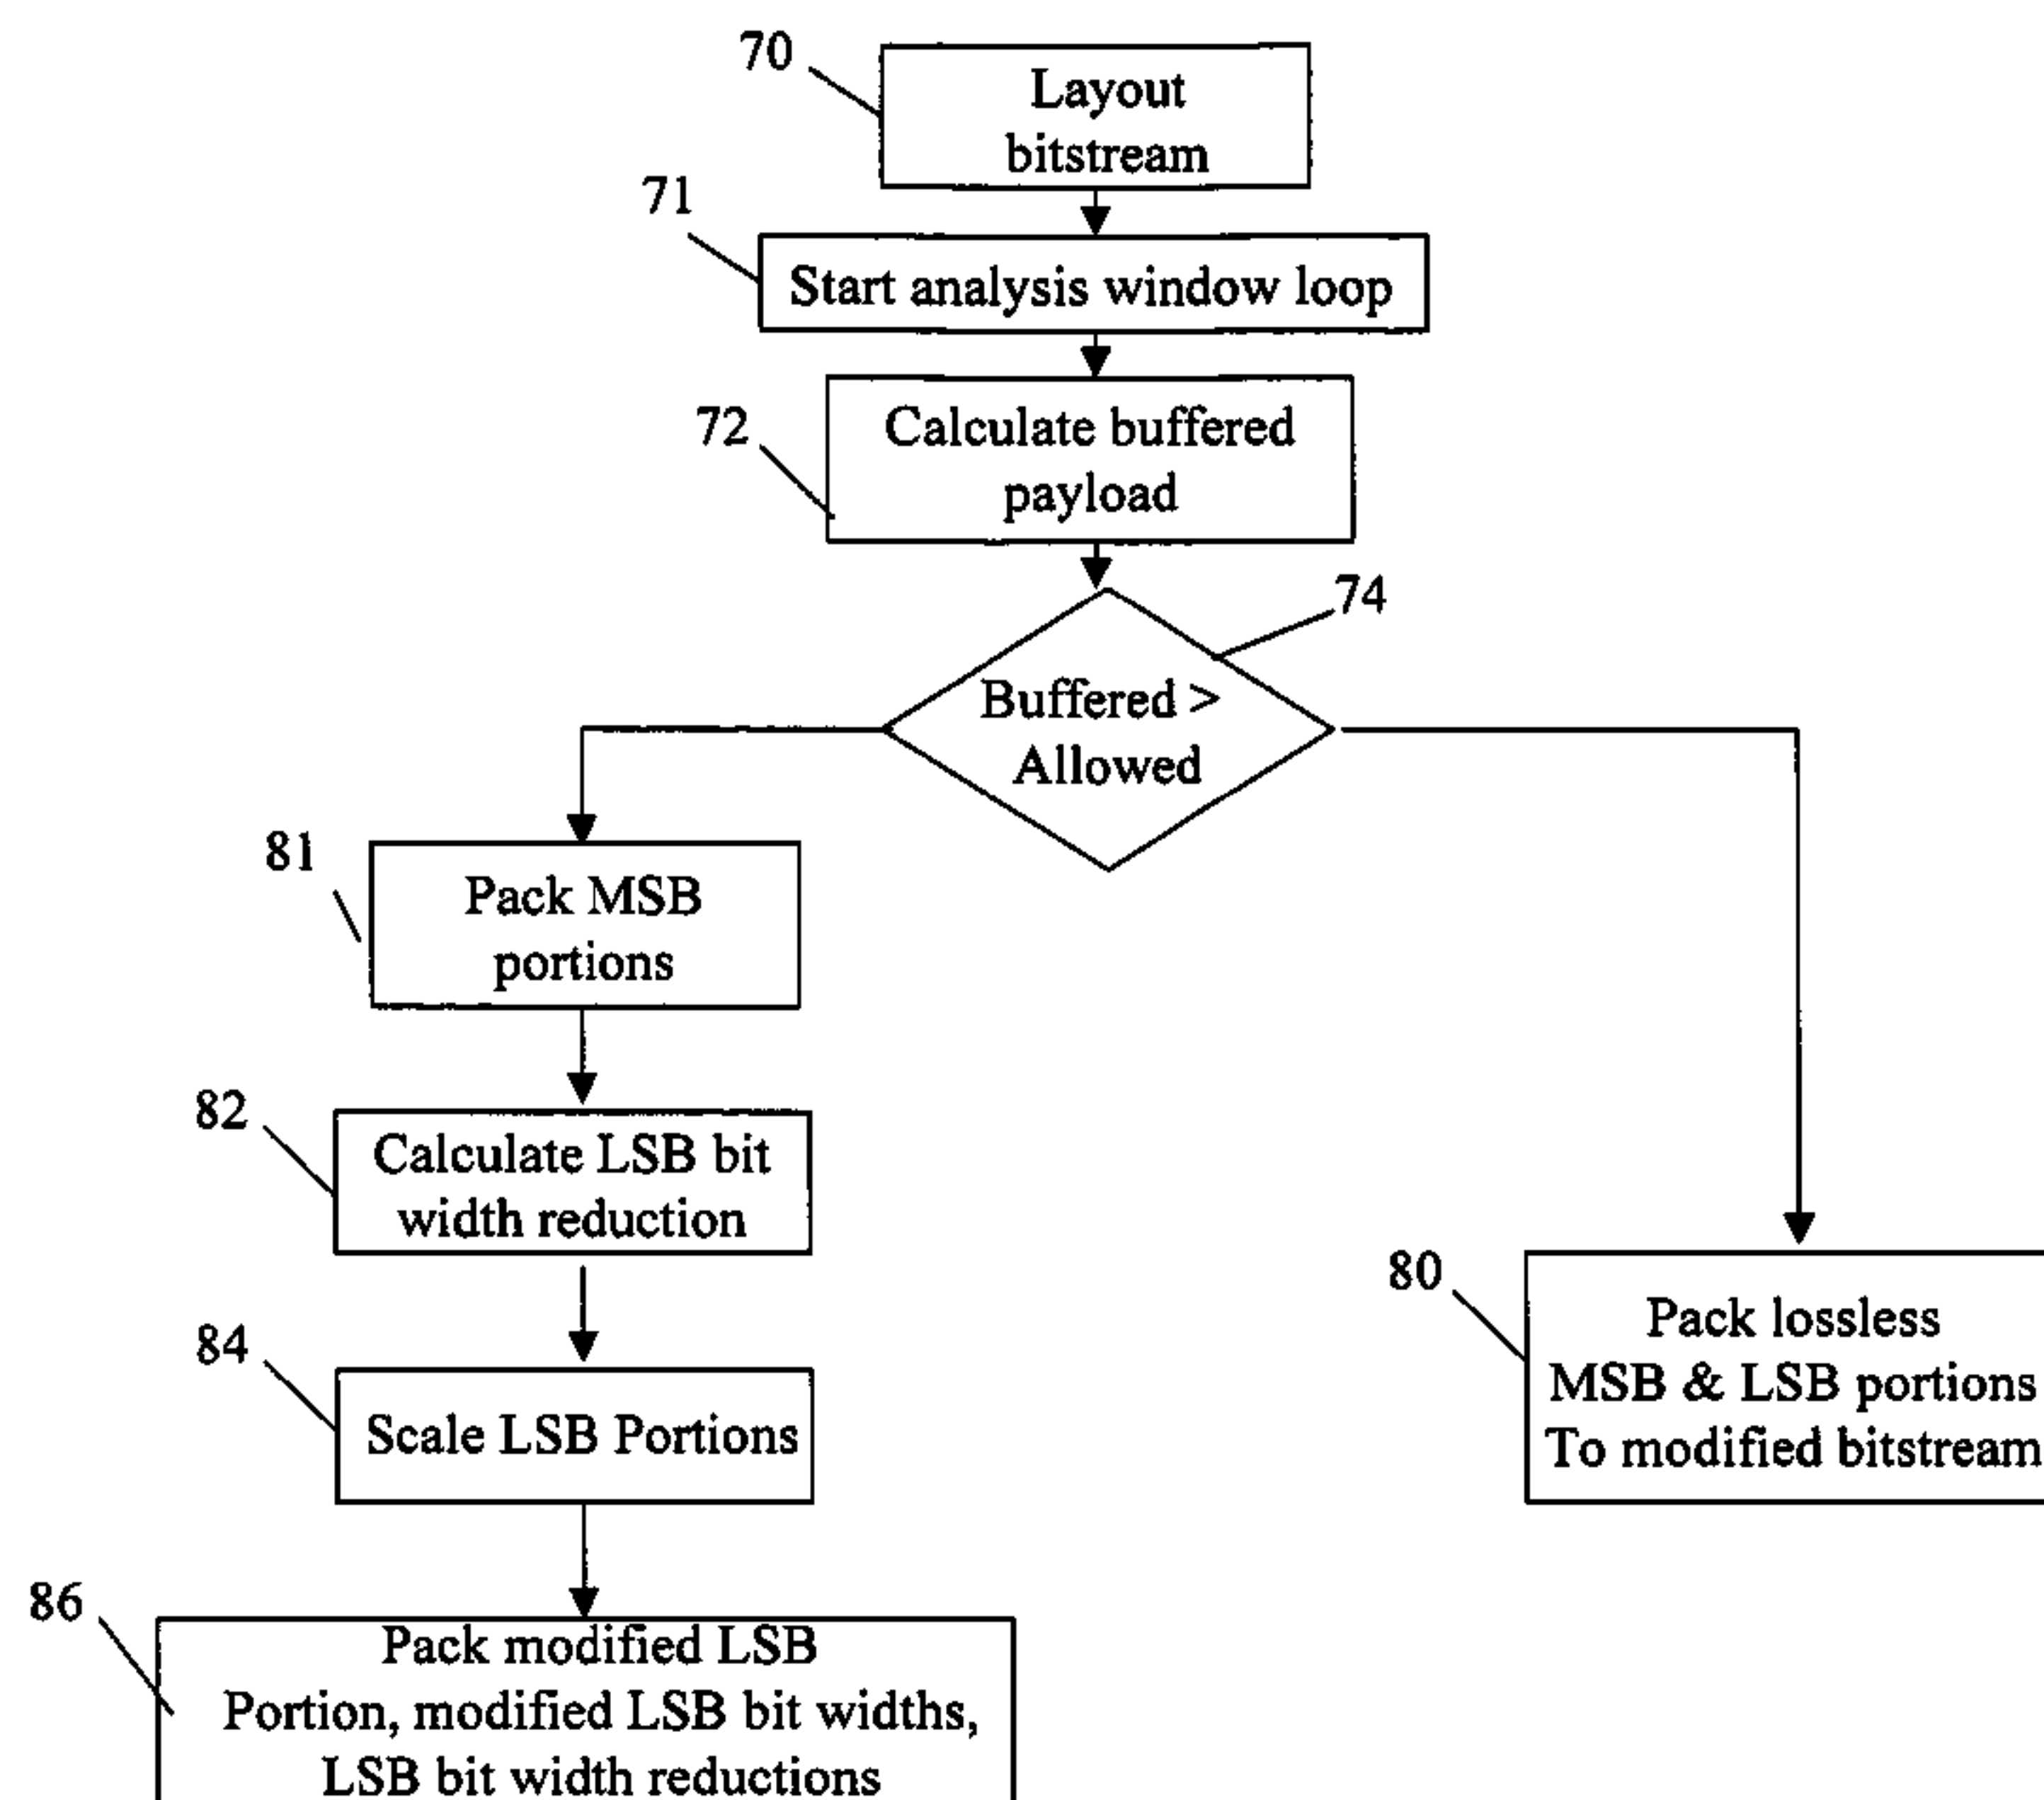 70
Layout
bitstream
71
Start analysis window loop
72
Calculate buffered
payload
74
Buffered >
Allowed
81
Pack MSB
portions
82
Calculate LSB bit
width reduction
80
Pack lossless
MSB & LSB portions
To modified bitstream
84
Scale LSB Portions
86
Pack modified LSB
Portion, modified LSB bit widths,
LSB bit width reductions